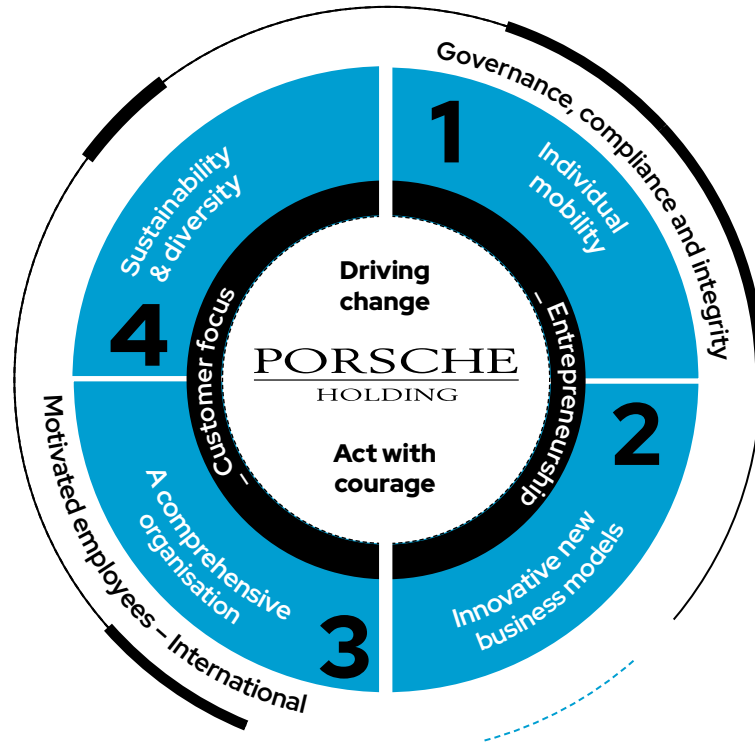 Governance, compliance and integrity
1
Individual
mobility
Sustainability
& diversity
4
Driving
change
PORSCHE
HOLDING
Act with
courage
– Entrepreneurship
– Customer focus
2
Innovative new
business models
A comprehensive
organisation
3
Motivated employees – International